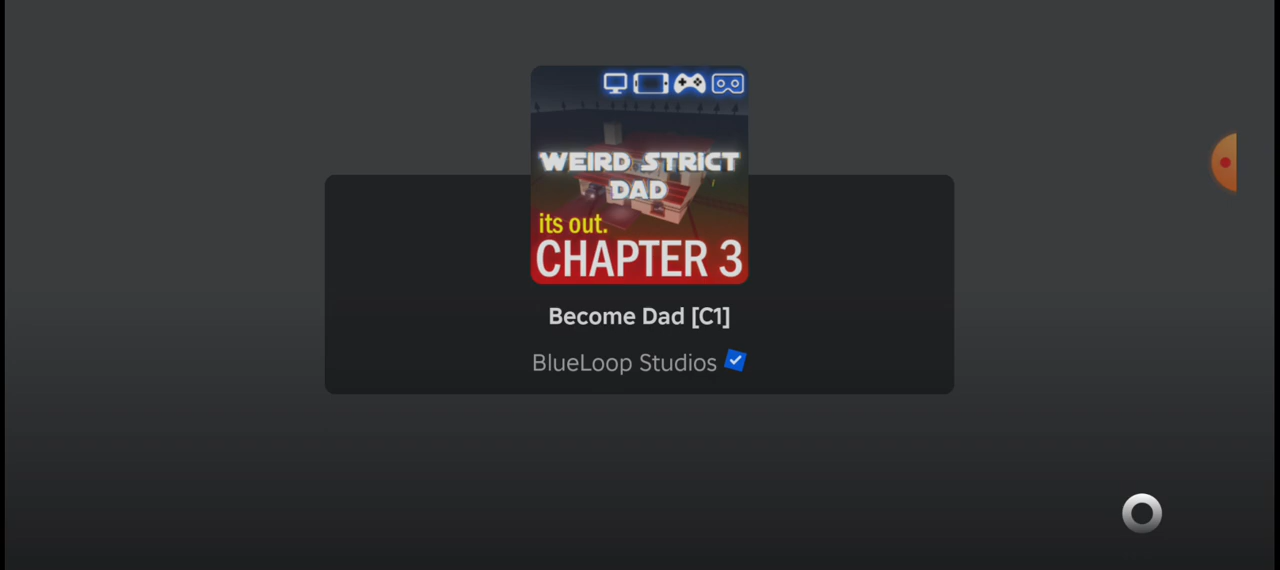 WEIRD STRICT
DAD
its out.
CHAPTER 3
Become Dad [C1]
BlueLoop Studios